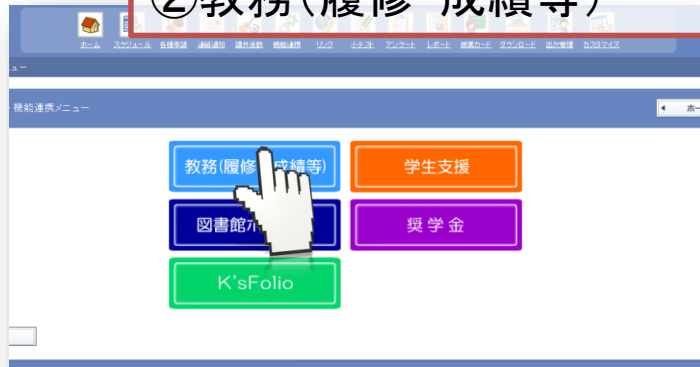 ②教務(履修 成績等)
ホーム スケジュール 各種申請 連絡通知 課外活動 機能連携 リンク 小テスト アンケート レポート 授業カード ダウンロード 出欠管理 カスタマイズ
ュー
機能連携メニュー
ホー
教務(履修 成績等) 学生支援
図書館 奨学金
K'sFolio